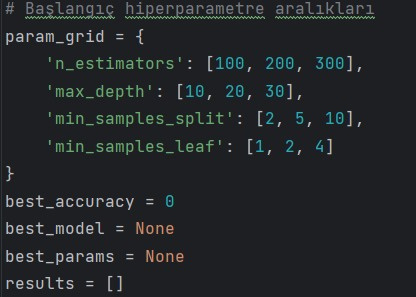 # Başlangıç hiperparametre aralıkları
param_grid = {
    'n_estimators': [100, 200, 300],
    'max_depth': [10, 20, 30],
    'min_samples_split': [2, 5, 10],
    'min_samples_leaf': [1, 2, 4]
}
best_accuracy = 0
best_model = None
best_params = None
results = []